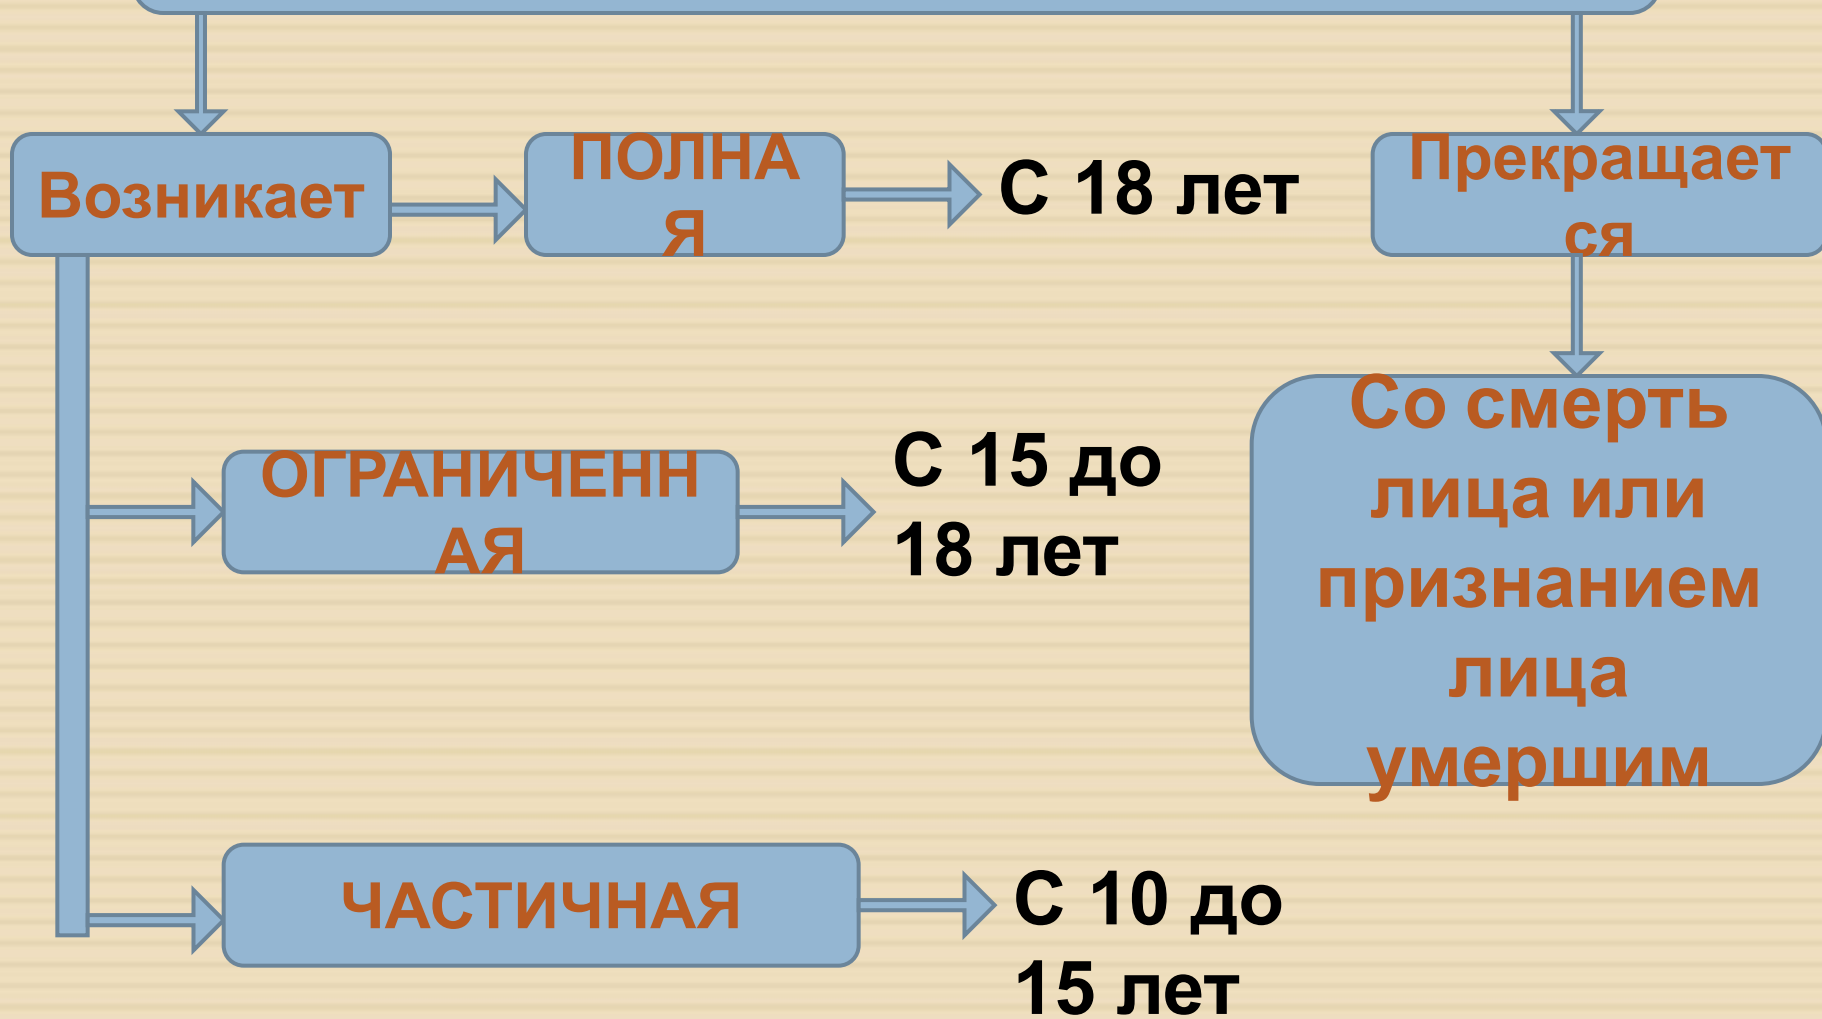 Возникает
ПОЛНА
Я
С 18 лет
Прекращает
ся
ОГРАНИЧЕНН
АЯ
С 15 до
18 лет
Со смерть
лица или
признанием
лица
умершим
ЧАСТИЧНАЯ
С 10 до
15 лет